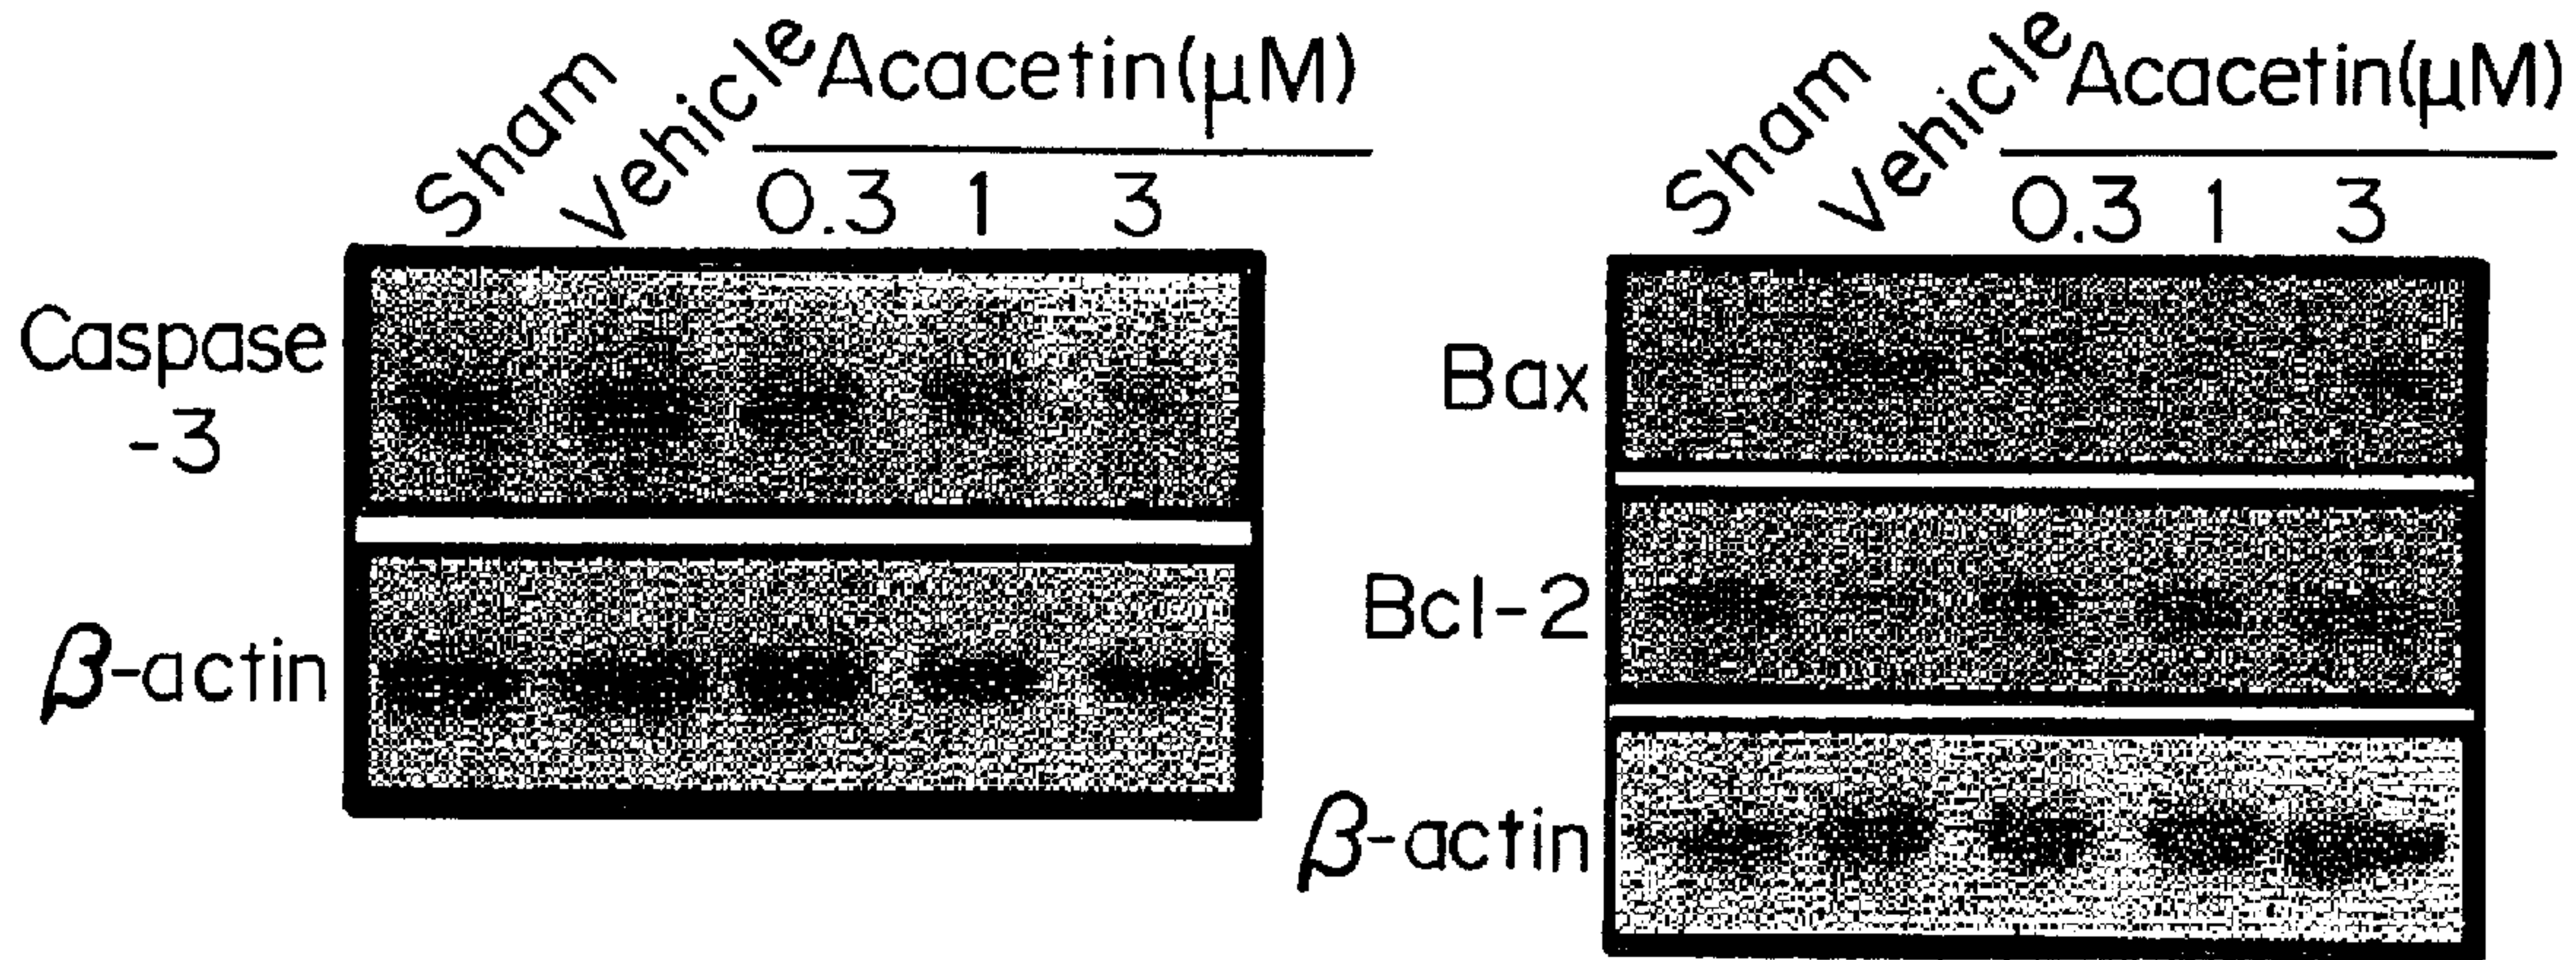 Sham Vehicle Acacetin(μM)
0.3 1 3
Caspase
-3
β-actin
Sham Vehicle Acacetin(μM)
0.3 1 3
Bax
Bcl-2
β-actin